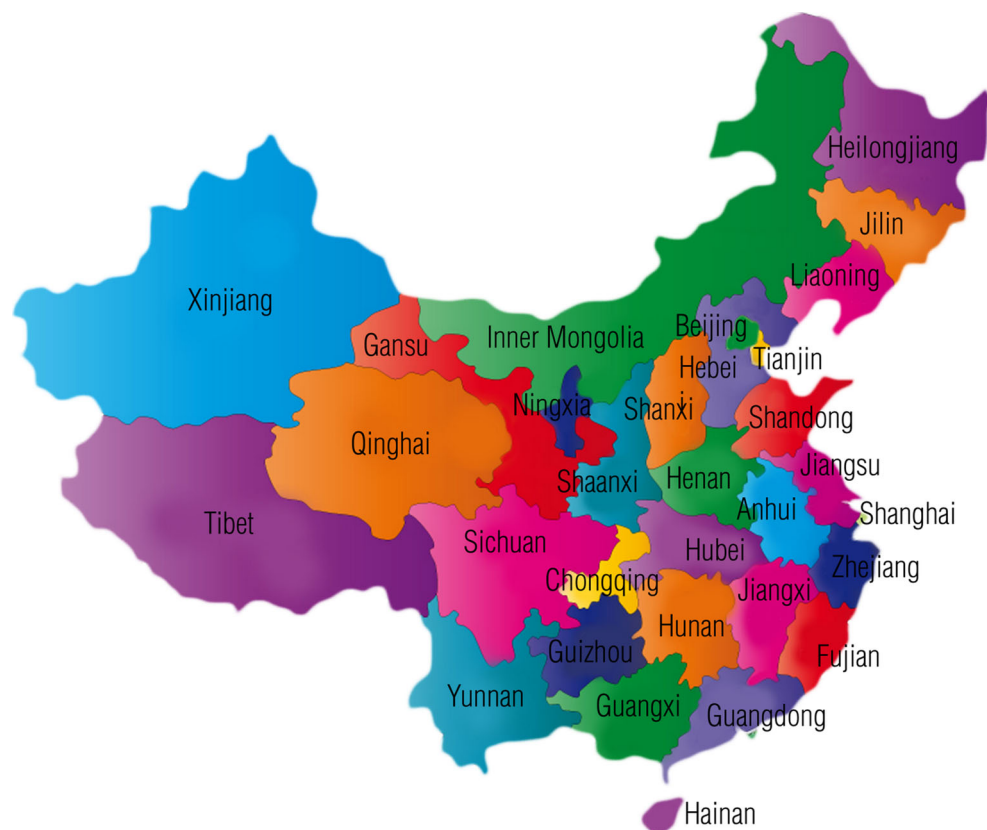 Heilongjiang
Jilin
Liaoning
Xinjiang
Beijing
Inner Mongolia
Gansu
Tianjin
Hebei
Ningxia
Shanxi
Shandong
Qinghai
Jiangsu
Henan
Shaanxi
Anhui
Shanghai
Tibet
Sichuan
Hubei
Zhejiang
Chongqing
Jiangxi
Hunan
Guizhou
Fujian
Yunnan
Guangxi
Guangdong
Hainan